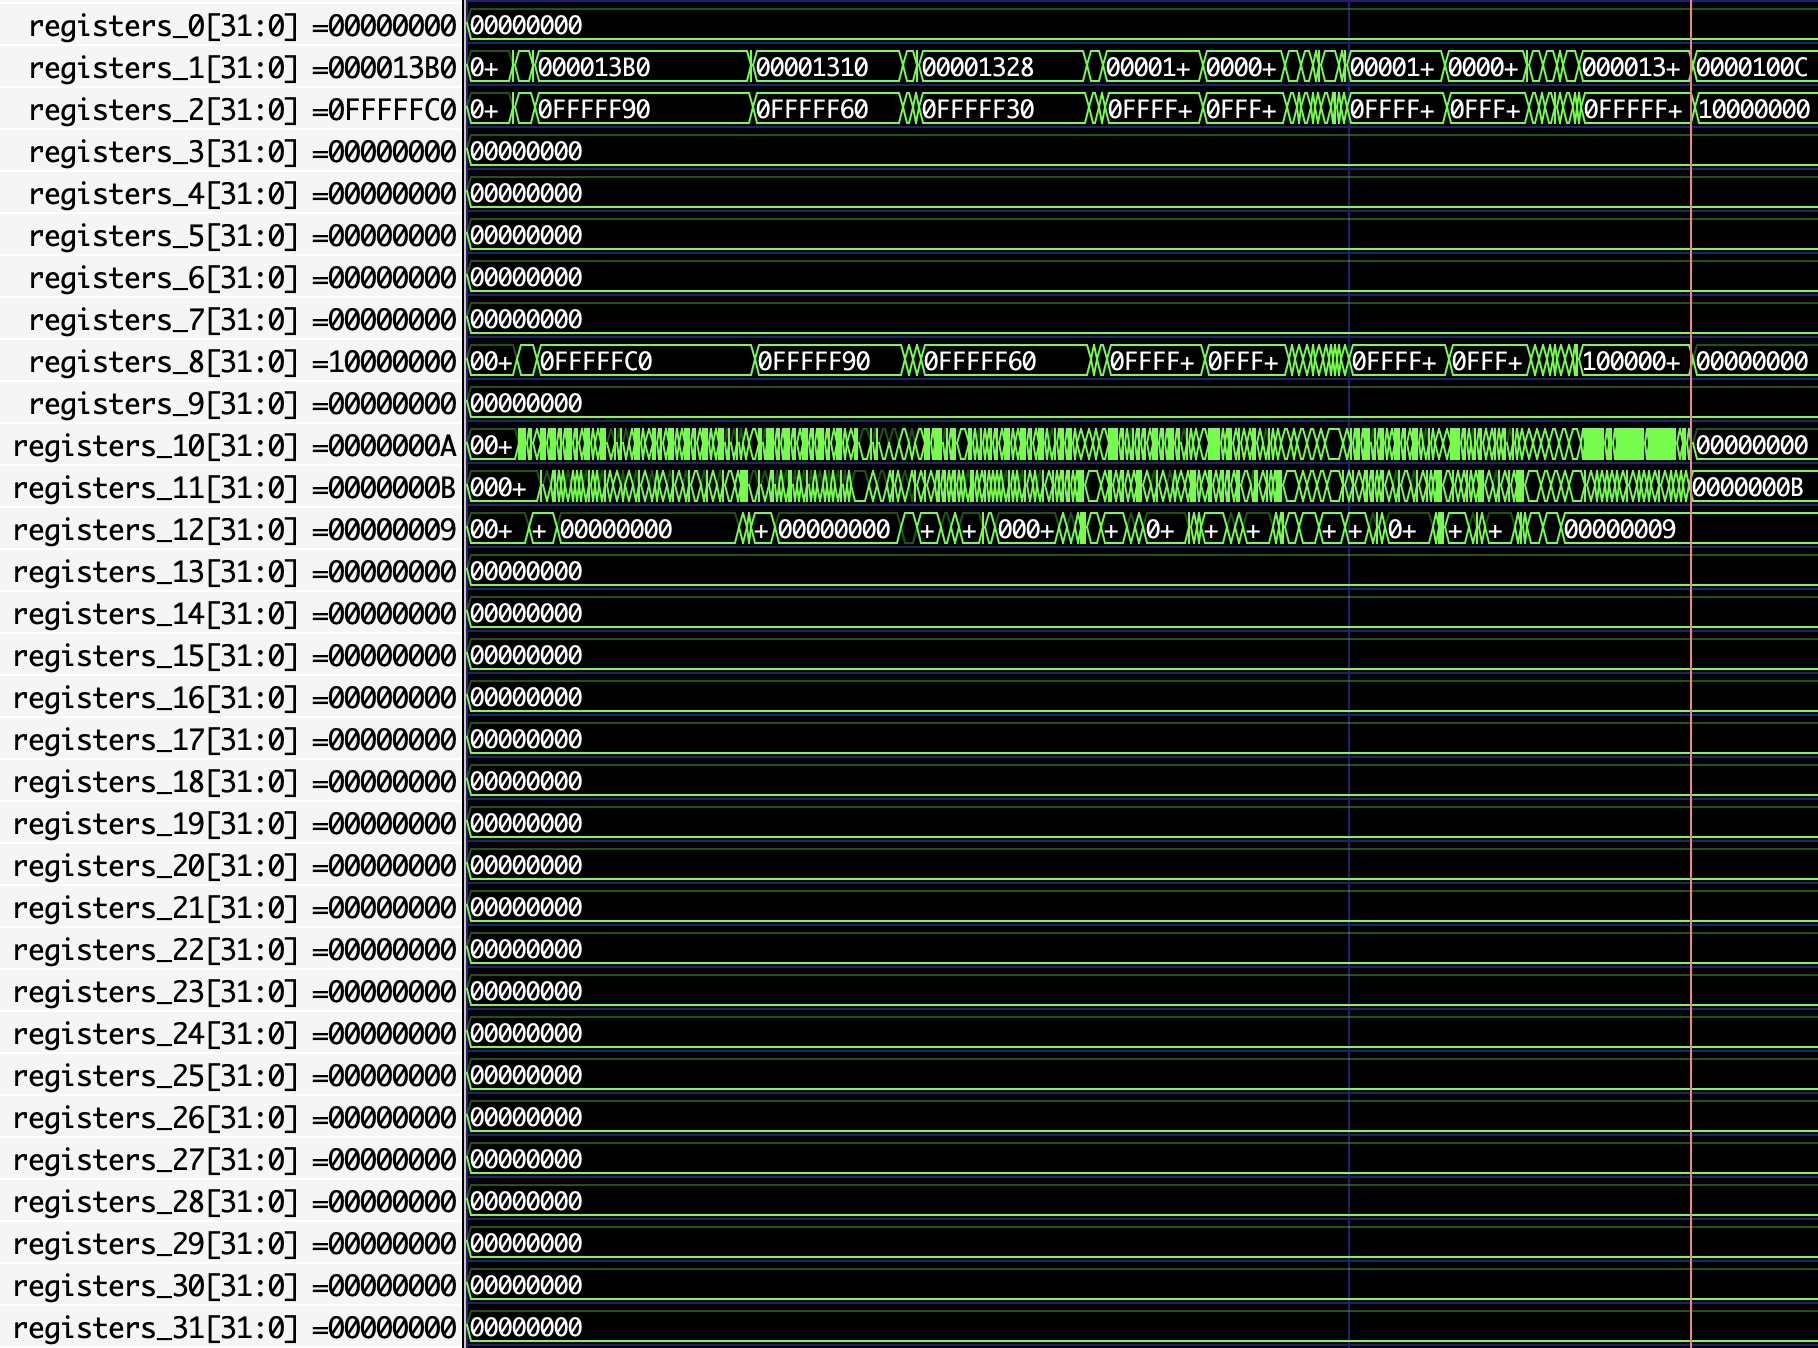 registers_0[31:0] =00000000 00000000
registers_1[31:0] =000013B0 0+ 000013B0 00001310 00001328 00001+ 0000+ 00001+ 0000+ 000013+ 0000100C
registers_2[31:0] =0FFFFFC0 0+ 0FFFFF90 0FFFFF60 0FFFFF30 0FFFF+ 0FFF+ 0FFFF+ 0FFF+ 0FFFFF+ 10000000
registers_3[31:0] =00000000 00000000
registers_4[31:0] =00000000 00000000
registers_5[31:0] =00000000 00000000
registers_6[31:0] =00000000 00000000
registers_7[31:0] =00000000 00000000
registers_8[31:0] =10000000 00+ 0FFFFFC0 0FFFFF90 0FFFFF60 0FFFF+ 0FFF+ 0FFFF+ 0FFF+ 100000+ 00000000
registers_9[31:0] =00000000 00000000
registers_10[31:0] =0000000A 00+ 00000000
registers_11[31:0] =0000000B 000+ 0000000B
registers_12[31:0] =00000009 00+ + 00000000 + 00000000 + + 000+ + 0+ + + + + 0+ + + 00000009
registers_13[31:0] =00000000 00000000
registers_14[31:0] =00000000 00000000
registers_15[31:0] =00000000 00000000
registers_16[31:0] =00000000 00000000
registers_17[31:0] =00000000 00000000
registers_18[31:0] =00000000 00000000
registers_19[31:0] =00000000 00000000
registers_20[31:0] =00000000 00000000
registers_21[31:0] =00000000 00000000
registers_22[31:0] =00000000 00000000
registers_23[31:0] =00000000 00000000
registers_24[31:0] =00000000 00000000
registers_25[31:0] =00000000 00000000
registers_26[31:0] =00000000 00000000
registers_27[31:0] =00000000 00000000
registers_28[31:0] =00000000 00000000
registers_29[31:0] =00000000 00000000
registers_30[31:0] =00000000 00000000
registers_31[31:0] =00000000 00000000